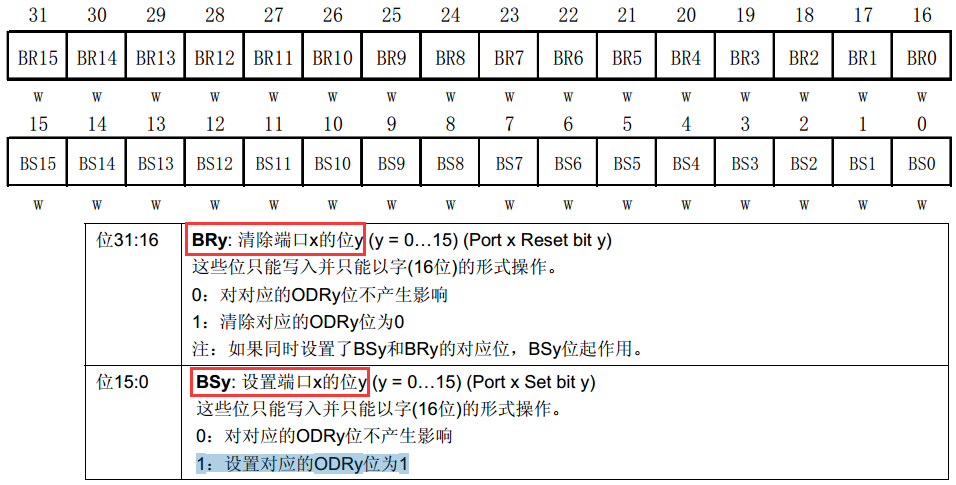 31 30 29 28 27 26 25 24 23 22 21 20 19 18 17 16
BR15 BR14 BR13 BR12 BR11 BR10 BR9 BR8 BR7 BR6 BR5 BR4 BR3 BR2 BR1 BR0
w w w w w w w w w w w w w w w w
15 14 13 12 11 10 9 8 7 6 5 4 3 2 1 0
BS15 BS14 BS13 BS12 BS11 BS10 BS9 BS8 BS7 BS6 BS5 BS4 BS3 BS2 BS1 BS0
w w w w w w w w w w w w w w w w
位31:16 BRy: 清除端口x的位y (y = 0…15) (Port x Reset bit y)
这些位只能写入并只能以字(16位)的形式操作。
0：对对应的ODRy位不产生影响
1：清除对应的ODRy位为0
注：如果同时设置了BSy和BRy的对应位，BSy位起作用。
位15:0 BSy: 设置端口x的位y (y = 0…15) (Port x Set bit y)
这些位只能写入并只能以字(16位)的形式操作。
0：对对应的ODRy位不产生影响
1：设置对应的ODRy位为1